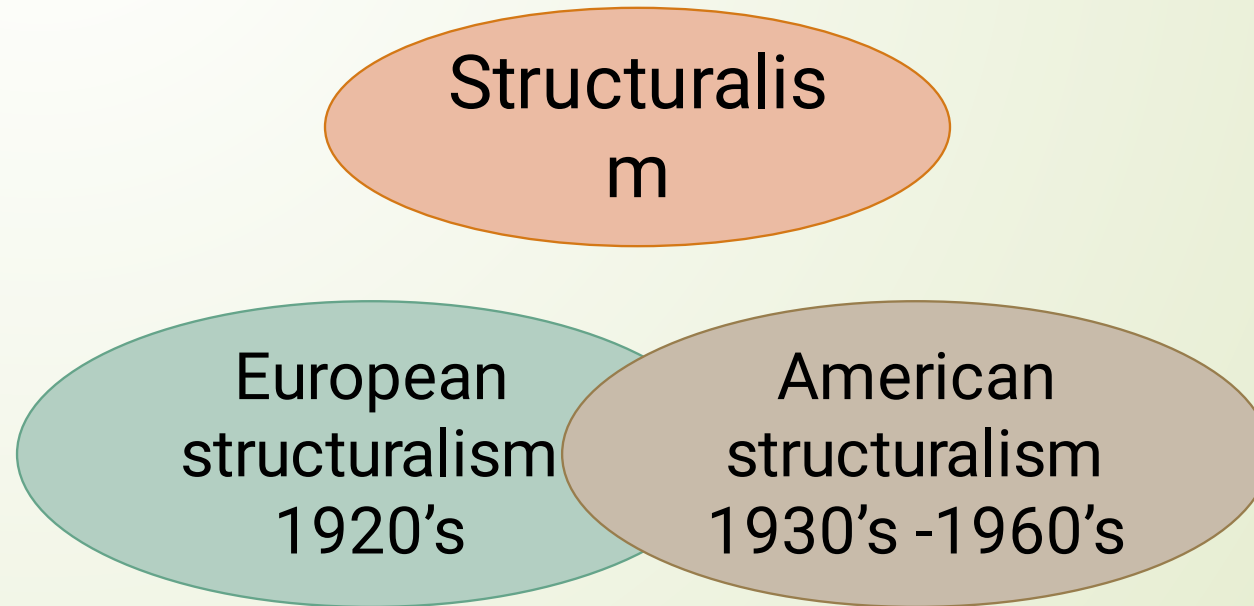 Structuralis
m
European
structuralism
1920’s
American
structuralism
1930’s -1960’s